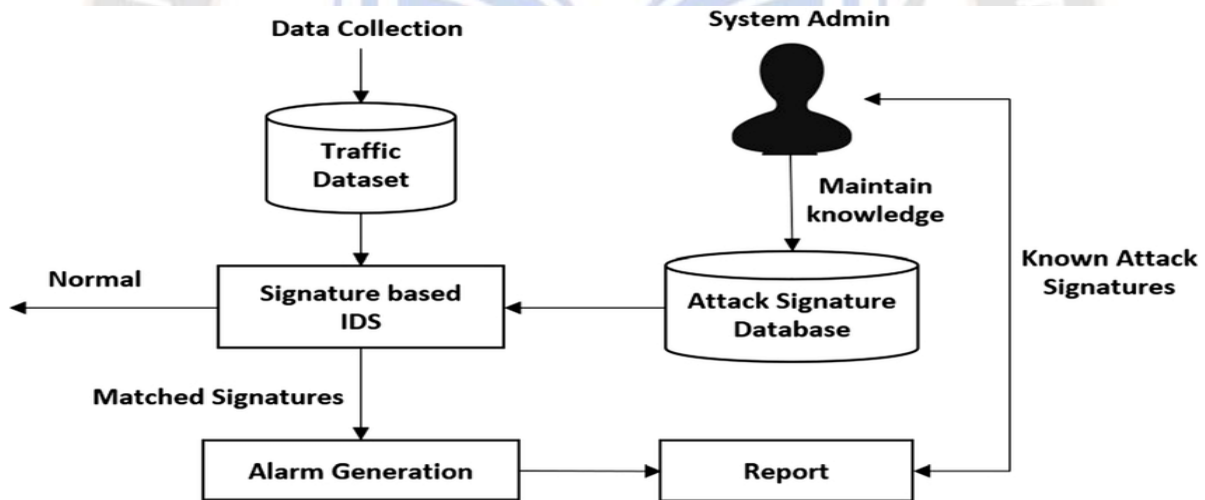 Data Collection
System Admin
Traffic
Dataset
Maintain
knowledge
Normal
Signature based
IDS
Attack Signature
Database
Known Attack
Signatures
Matched Signatures
Alarm Generation
Report